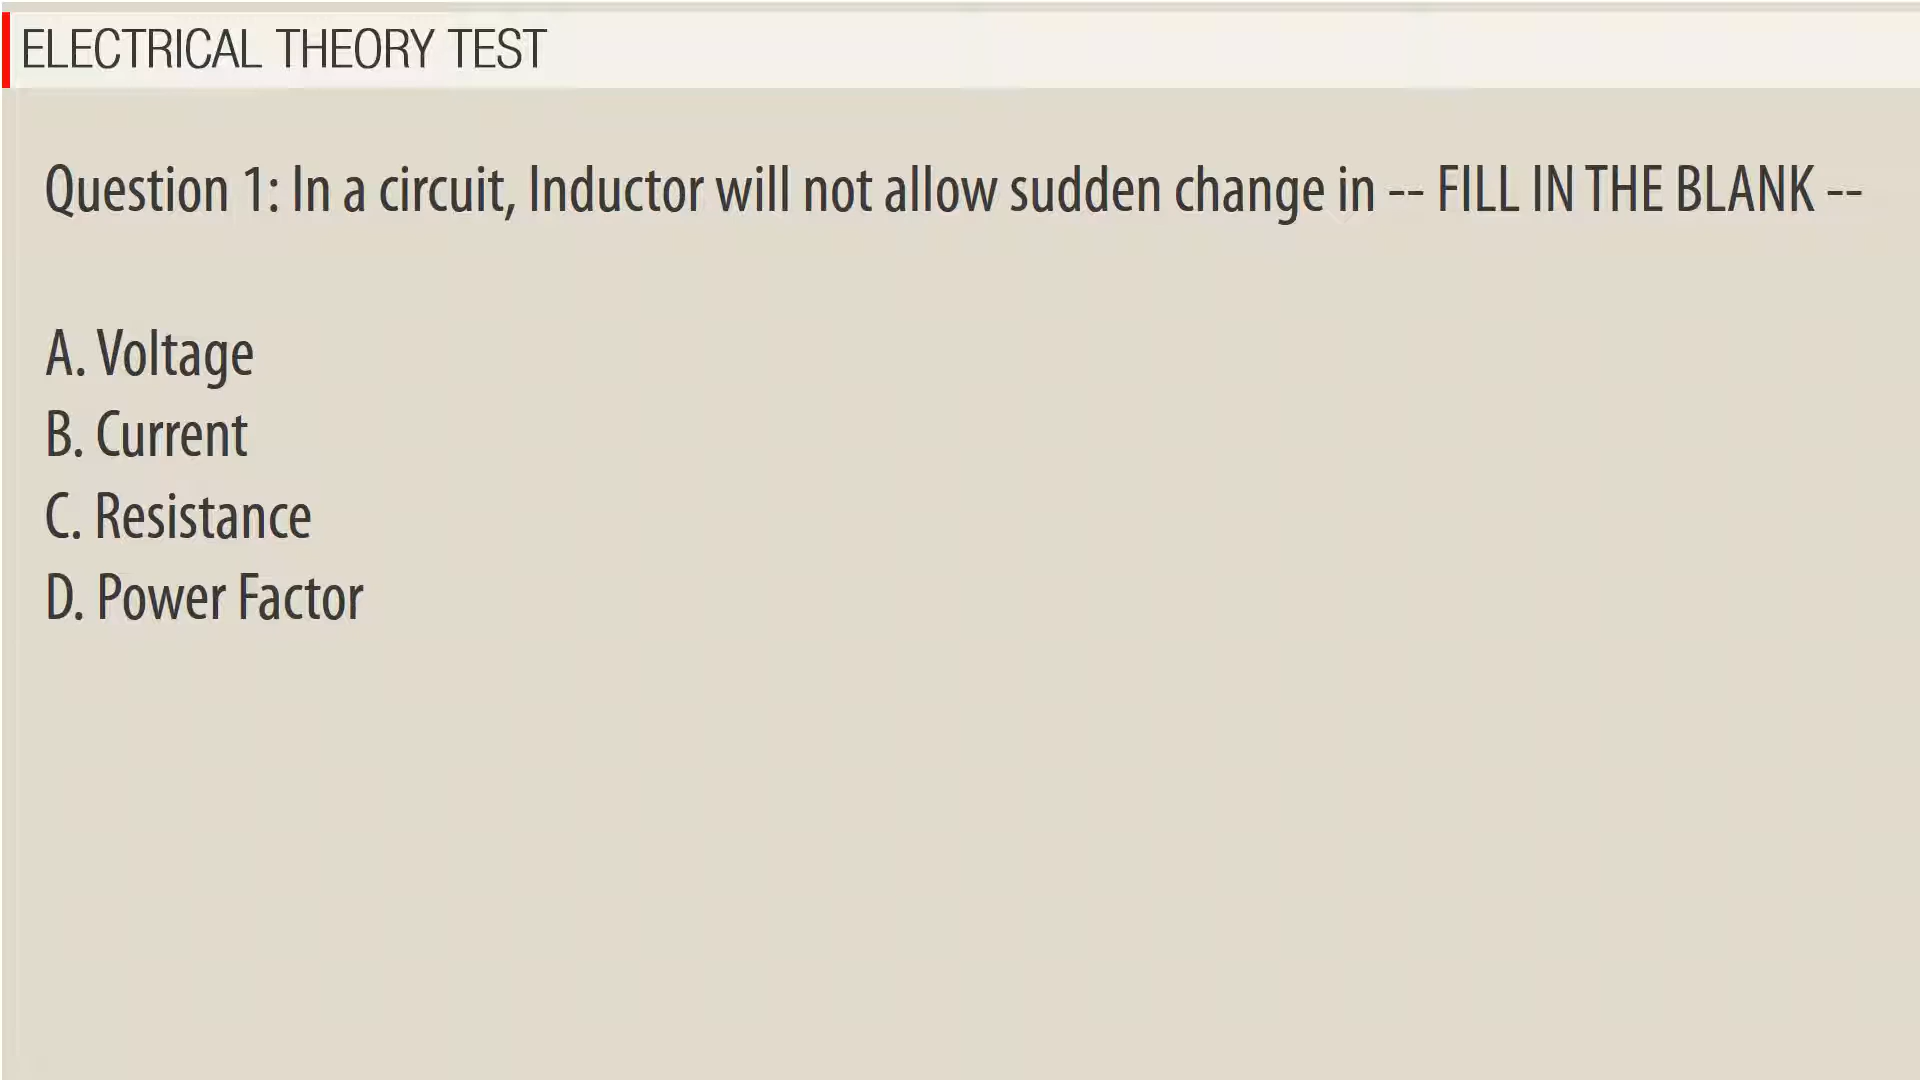 ELECTRICAL THEORY TEST
Question 1: In a circuit, Inductor will not allow sudden change in -- FILL IN THE BLANK --
A. Voltage
B. Current
C. Resistance
D. Power Factor